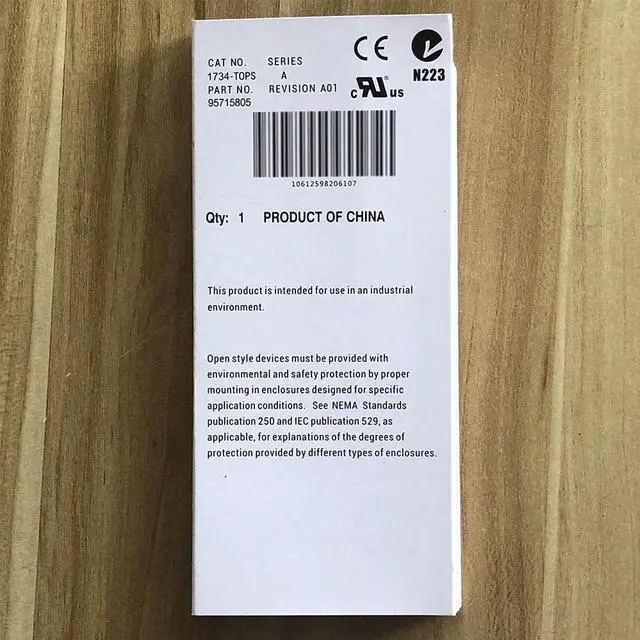 CAT NO. SERIES
1734-TOPS A
PART NO. REVISION A01
95715805
CE
N223
c RU ® us
10612598206107
Qty: 1 PRODUCT OF CHINA
This product is intended for use in an industrial
environment.
Open style devices must be provided with
environmental and safety protection by proper
mounting in enclosures designed for specific
application conditions. See NEMA Standards
publication 250 and IEC publication 529, as
applicable, for explanations of the degrees of
protection provided by different types of enclosures.